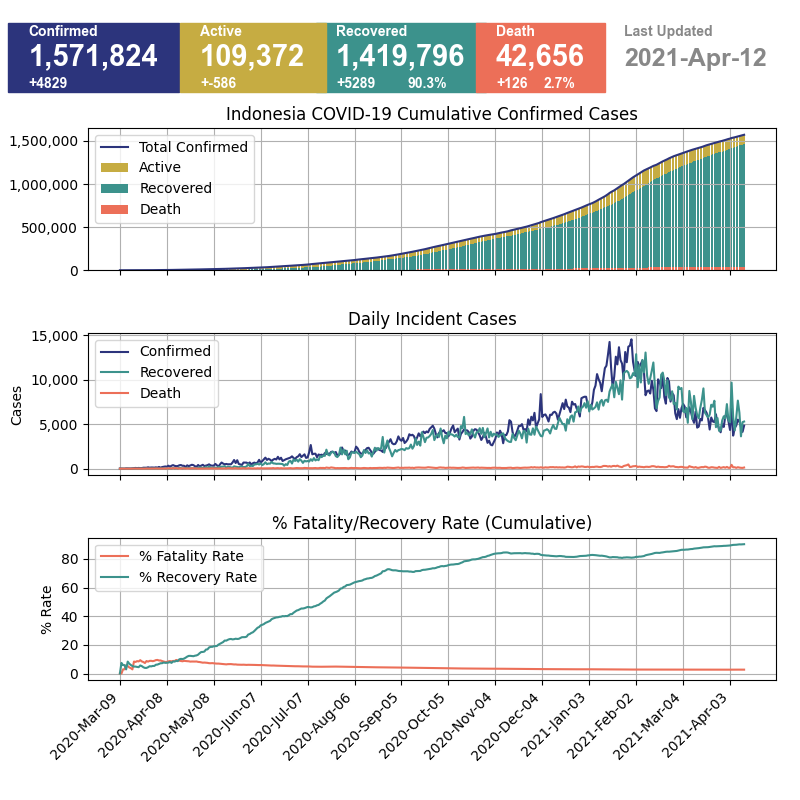 Confirmed
1,571,824
+4829
Active
109,372
+-586
Recovered
1,419,796
+5289 90.3%
Death
42,656
+126 2.7%
Last Updated
2021-Apr-12
Indonesia COVID-19 Cumulative Confirmed Cases
1,500,000
1,000,000
500,000
0
Total Confirmed
Active
Recovered
Death
Daily Incident Cases
Cases
15,000
10,000
5,000
0
Confirmed
Recovered
Death
% Fatality/Recovery Rate (Cumulative)
% Rate
80
60
40
20
0
% Fatality Rate
% Recovery Rate
2020-Mar-09
2020-Apr-08
2020-May-08
2020-Jun-07
2020-Jul-07
2020-Aug-06
2020-Sep-05
2020-Oct-05
2020-Nov-04
2020-Dec-04
2021-Jan-03
2021-Feb-02
2021-Mar-04
2021-Apr-03